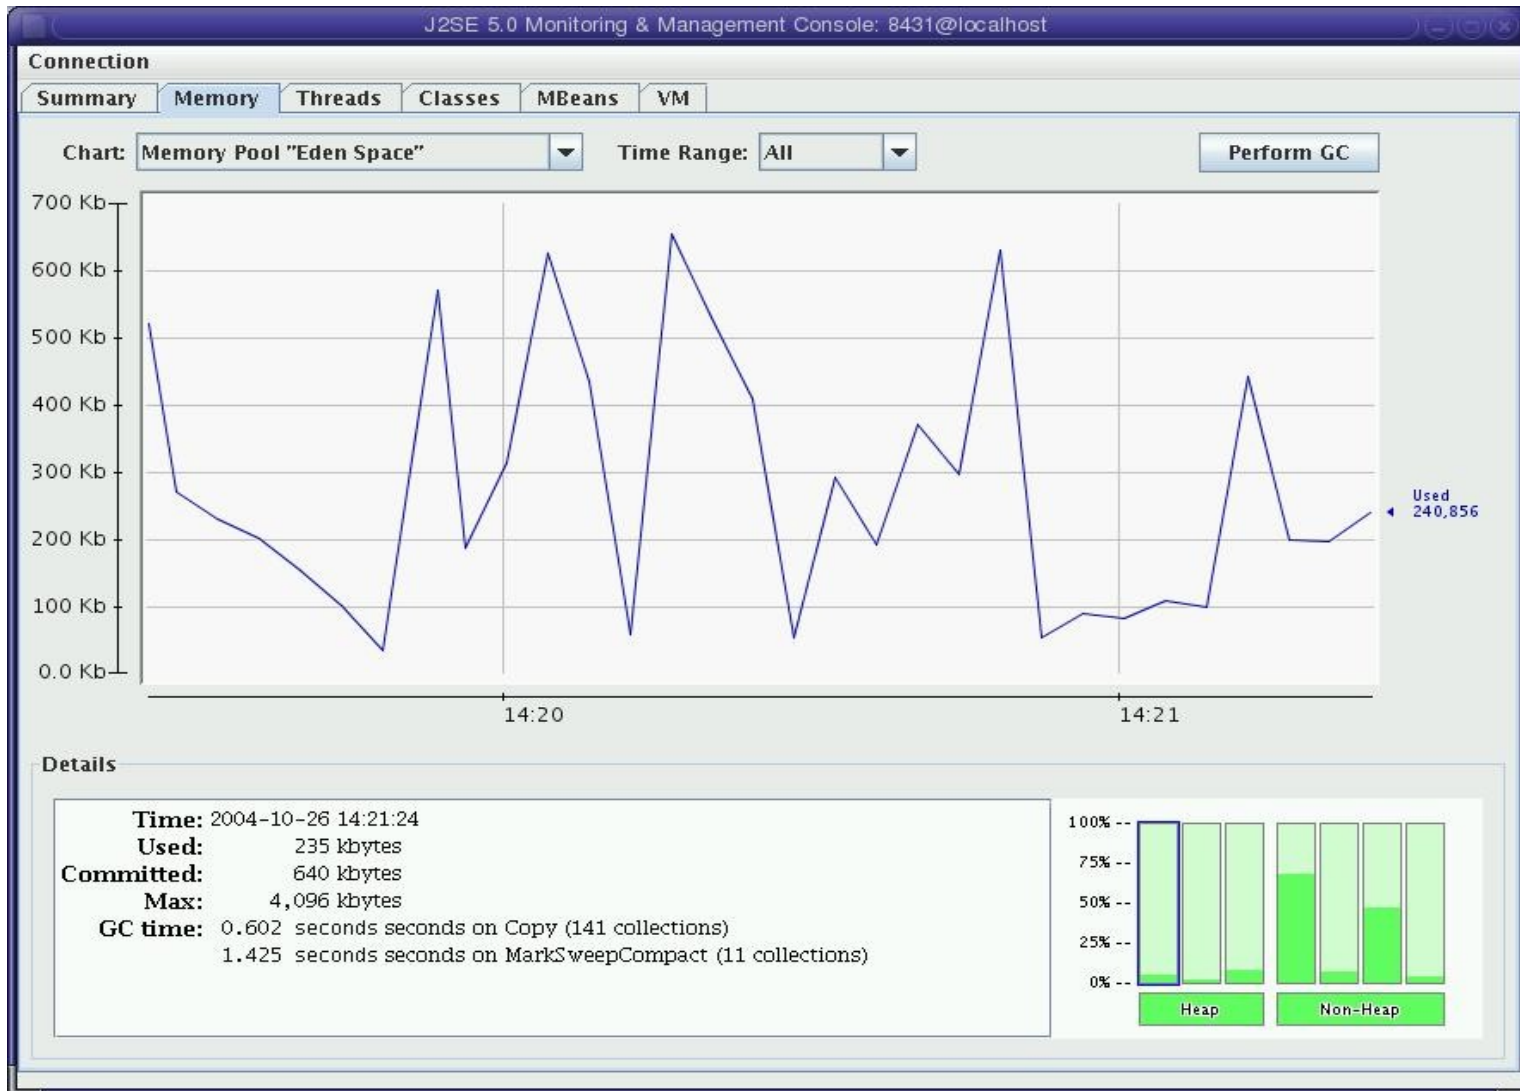 J2SE 5.0 Monitoring & Management Console: 8431@localhost
Connection
Summary Memory Threads Classes MBeans VM
Chart: Memory Pool "Eden Space" Time Range: All Perform GC
700 Kb
600 Kb
500 Kb
400 Kb
300 Kb
200 Kb
100 Kb
0.0 Kb
Used
240,856
14:20 14:21
Details
Time: 2004-10-26 14:21:24
Used: 235 kbytes
Committed: 640 kbytes
Max: 4,096 kbytes
GC time: 0.602 seconds seconds on Copy (141 collections)
1.425 seconds seconds on MarkSweepCompact (11 collections)
100% --
75% --
50% --
25% --
0% --
Heap Non-Heap